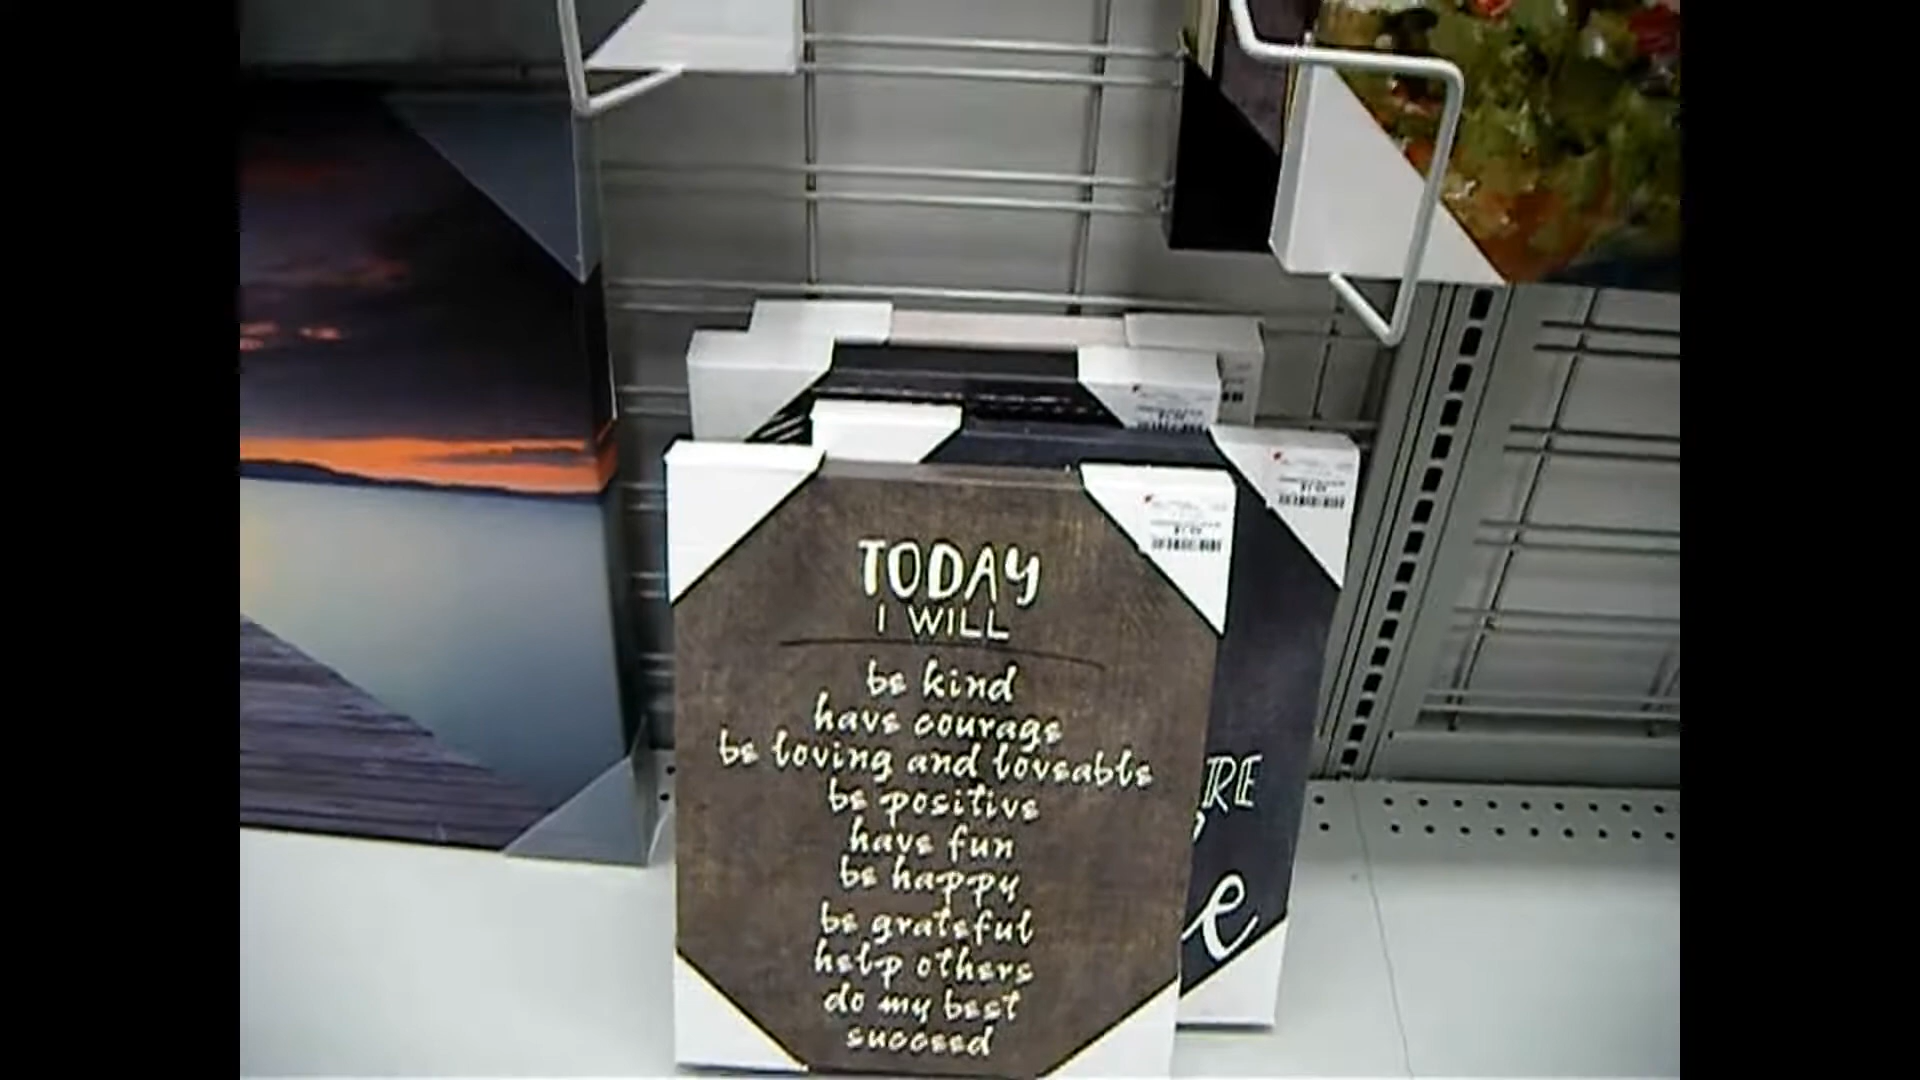 TODAY
I WILL
be kind
have courage
be loving and loveable
be positive
have fun
be happy
be grateful
help others
do my best
succeed
RE
e